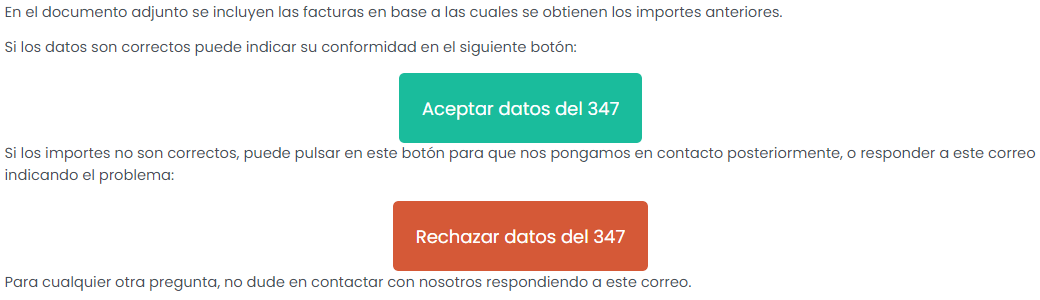 En el documento adjunto se incluyen las facturas en base a las cuales se obtienen los importes anteriores.
Si los datos son correctos puede indicar su conformidad en el siguiente botón:
Aceptar datos del 347
Si los importes no son correctos, puede pulsar en este botón para que nos pongamos en contacto posteriormente, o responder a este correo
indicando el problema:
Rechazar datos del 347
Para cualquier otra pregunta, no dude en contactar con nosotros respondiendo a este correo.